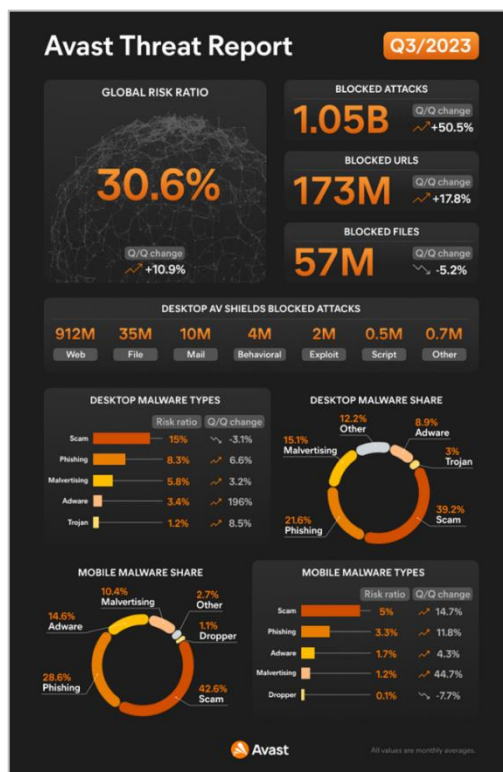 Avast Threat Report
Q3/2023
GLOBAL RISK RATIO
30.6%
Q/Q change
+10.9%
BLOCKED ATTACKS
1.05B
Q/Q change
+50.5%
BLOCKED URLS
173M
Q/Q change
+17.8%
BLOCKED FILES
57M
Q/Q change
-5.2%
DESKTOP AV SHIELDS BLOCKED ATTACKS
912M 35M 10M 4M 2M 0.5M 0.7M
Web File Mail Behavioral Exploit Script Other
DESKTOP MALWARE TYPES
Risk ratio Q/Q change
Scam 15% -3.1%
Phishing 8.3% 6.6%
Malvertising 5.8% 3.2%
Adware 3.4% 196%
Trojan 1.2% 8.5%
DESKTOP MALWARE SHARE
12.2%
Other
8.9%
Adware
15.1%
Malvertising
3%
Trojan
21.6%
Phishing
39.2%
Scam
MOBILE MALWARE SHARE
10.4%
Malvertising
2.7%
Other
14.6%
Adware
1.1%
Dropper
28.6%
Phishing
42.6%
Scam
MOBILE MALWARE TYPES
Risk ratio Q/Q change
Scam 5% 14.7%
Phishing 3.3% 11.8%
Adware 1.7% 4.3%
Malvertising 1.2% 44.7%
Dropper 0.1% -7.7%
Avast
All values are monthly averages.